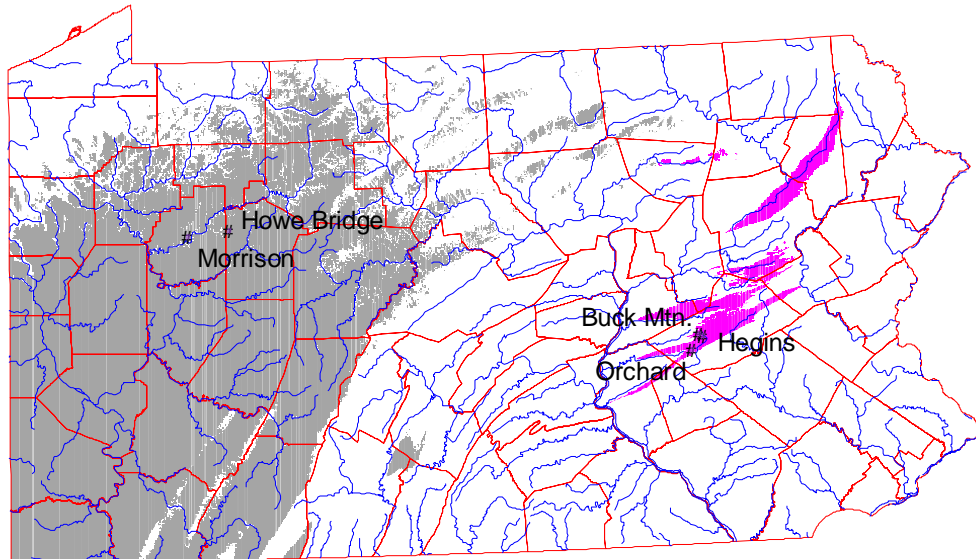 Howe Bridge
#
#
Morrison
Buck Mtn.
##
Hegins
#
Orchard